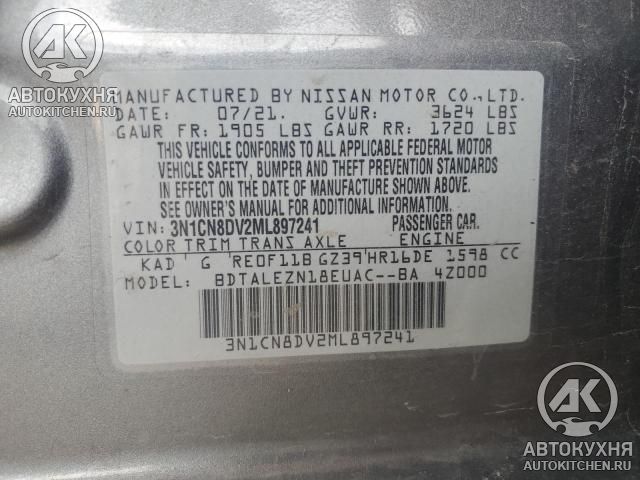 MANUFACTURED BY NISSAN MOTOR CO., LTD.
DATE: 07/21. GVWR: 3624 LBS
GAWR FR: 1905 LBS GAWR RR: 1720 LBS
THIS VEHICLE CONFORMS TO ALL APPLICABLE FEDERAL MOTOR
VEHICLE SAFETY, BUMPER AND THEFT PREVENTION STANDARDS
IN EFFECT ON THE DATE OF MANUFACTURE SHOWN ABOVE.
SEE OWNER'S MANUAL FOR ADDITIONAL INFORMATION.
VIN: 3N1CN8DV2ML897241 PASSENGER CAR.
COLOR TRIM TRANS AXLE ENGINE
KAD G RE0F11B GZ39 HR16DE 1598 CC
MODEL: BDTALEZN18EUAC--BA 4Z000
3N1CN8DV2ML897241
АК
АВТОКУХНЯ
AUTOKITCHEN.RU
АК
АВТОКУХНЯ
AUTOKITCHEN.RU